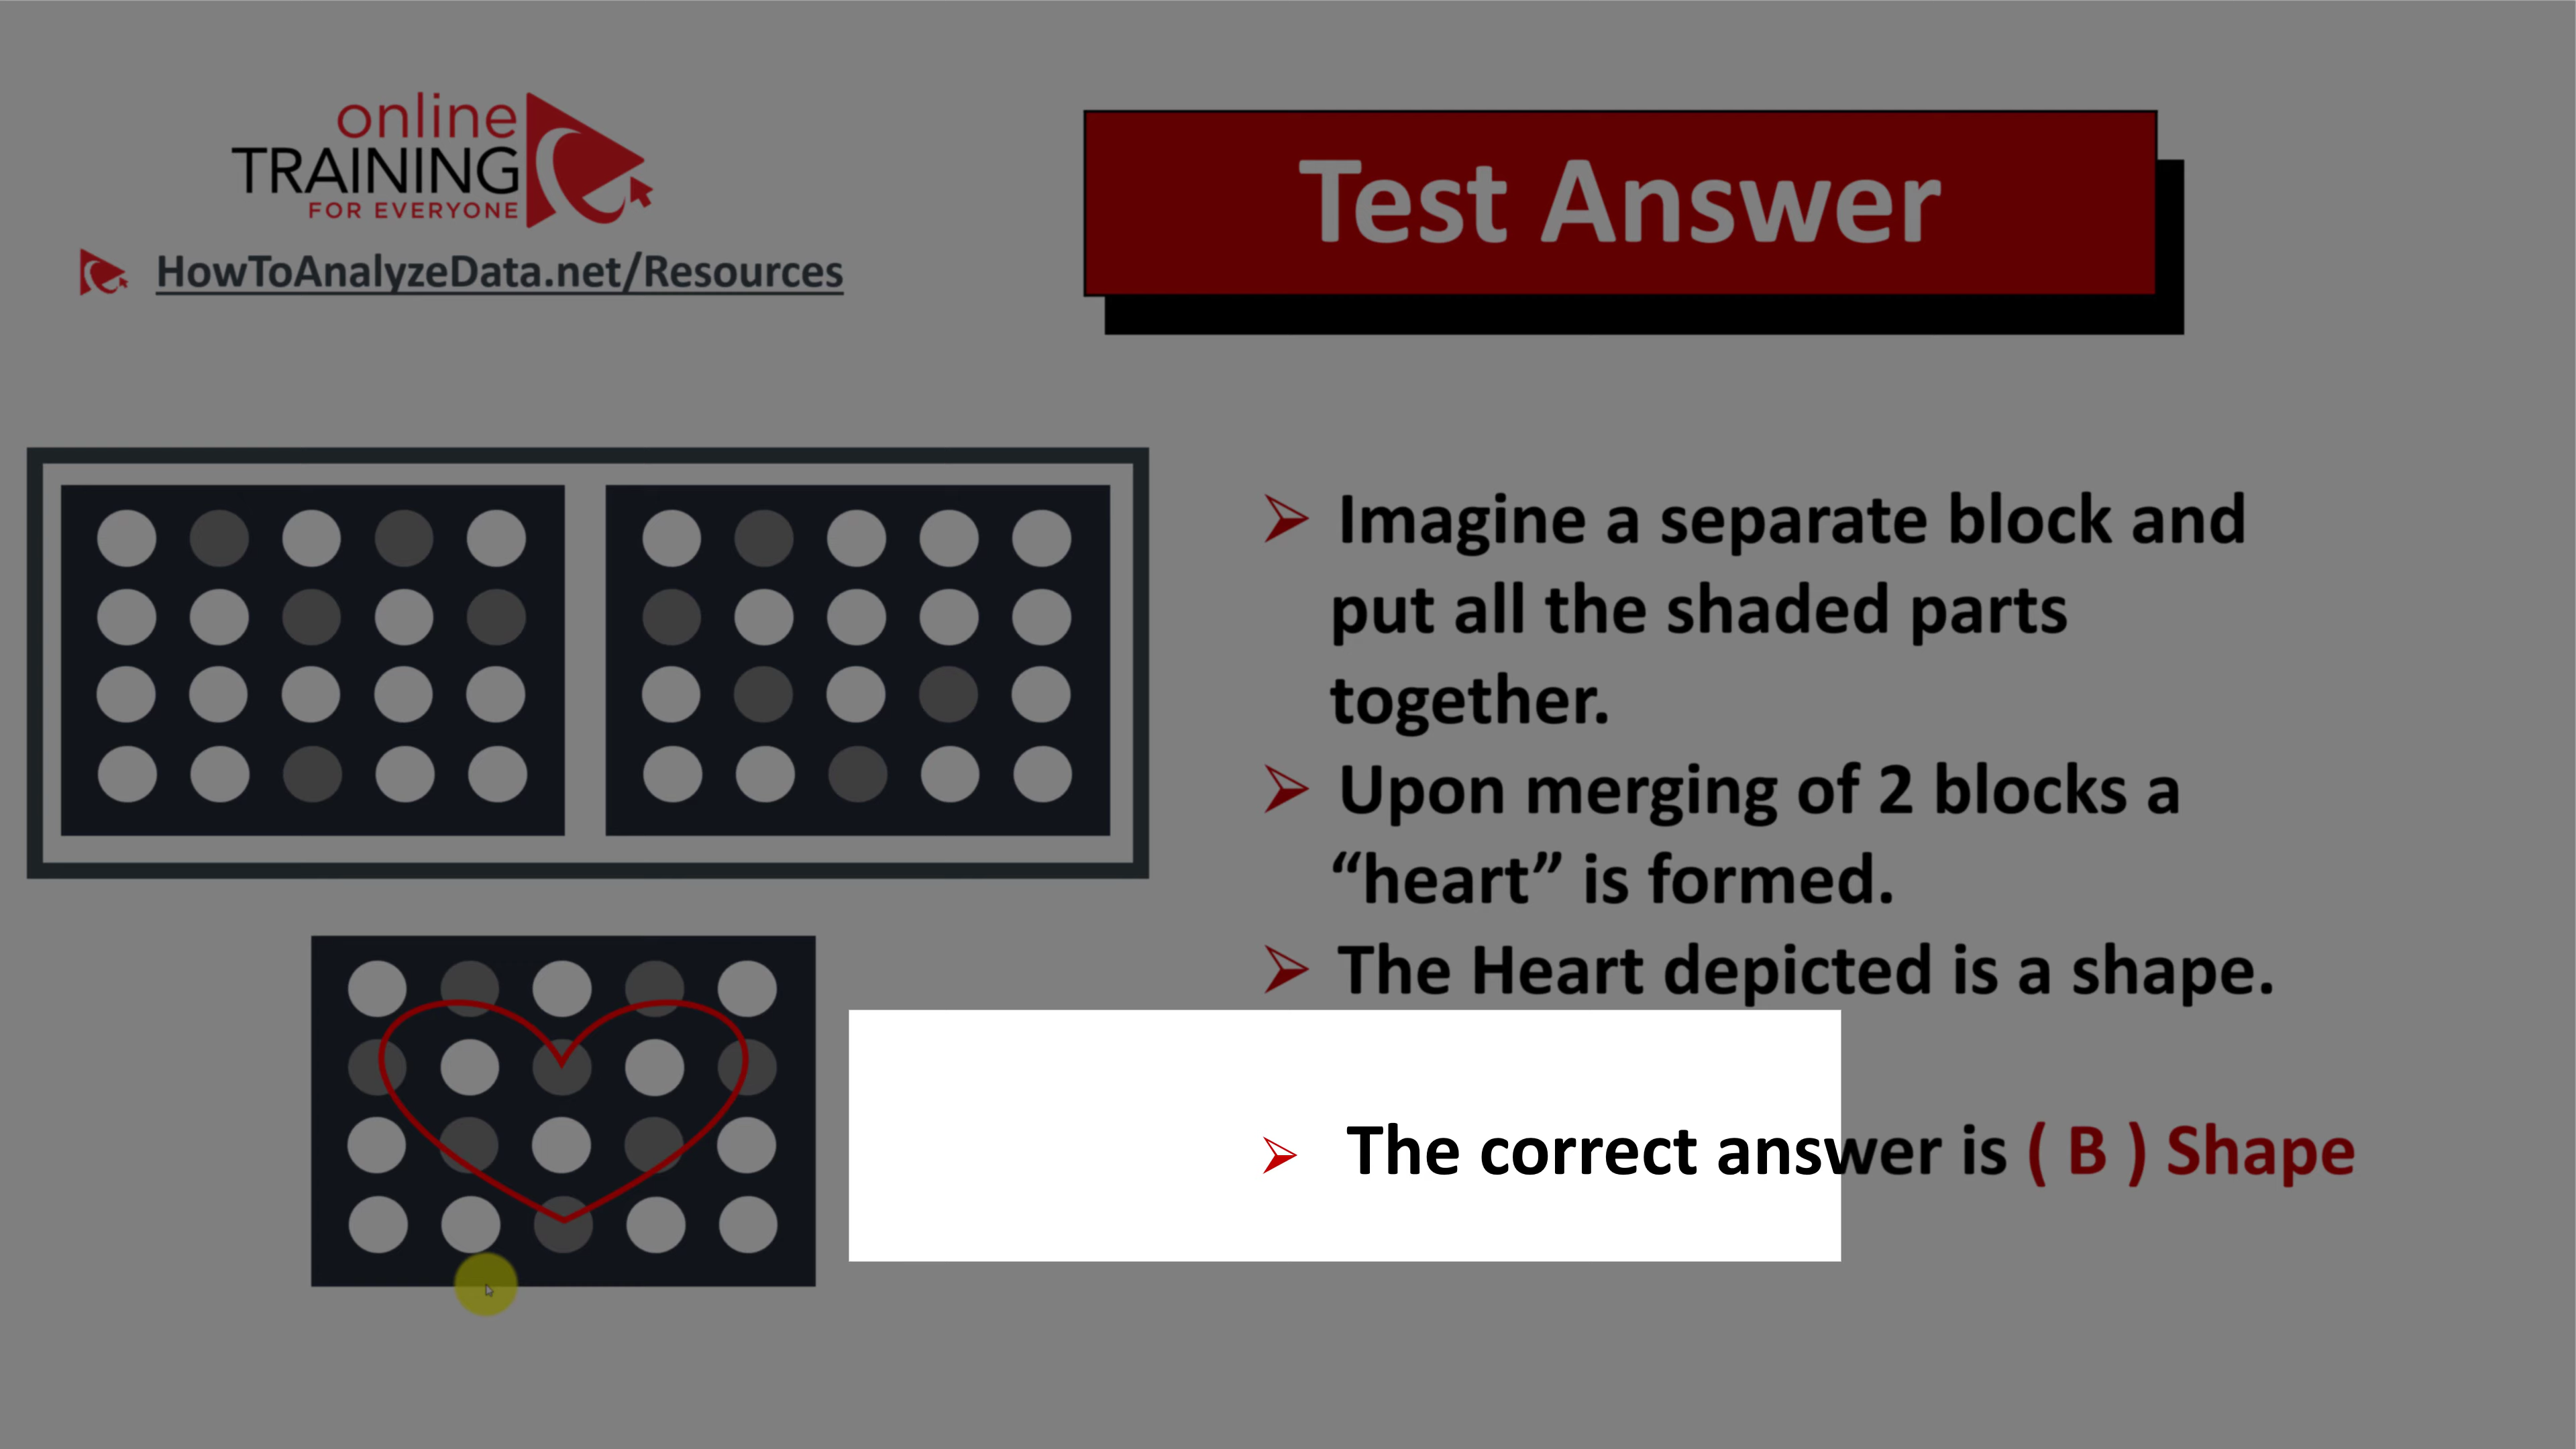 online
TRAINING
FOR EVERYONE
HowToAnalyzeData.net/Resources
Test Answer
Imagine a separate block and
put all the shaded parts
together.
Upon merging of 2 blocks a
“heart” is formed.
The Heart depicted is a shape.
The correct answer is ( B ) Shape